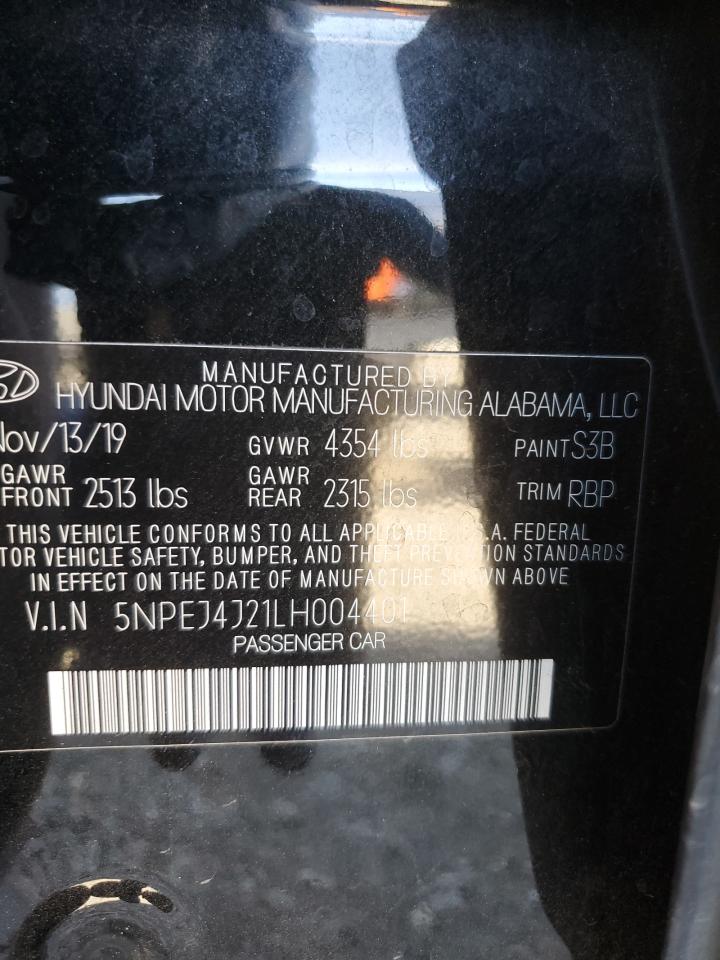 MANUFACTURED BY
HYUNDAI MOTOR MANUFACTURING ALABAMA, LLC
Nov/13/19 GVWR 4354 lbs PAINT S3B
GAWR FRONT 2513 lbs GAWR REAR 2315 lbs TRIM RBP
THIS VEHICLE CONFORMS TO ALL APPLICABLE U.S.A. FEDERAL
TOR VEHICLE SAFETY, BUMPER, AND THEFT PREVENTION STANDARDS
IN EFFECT ON THE DATE OF MANUFACTURE SHOWN ABOVE
V.I.N 5NPEJ4J21LH004401
PASSENGER CAR